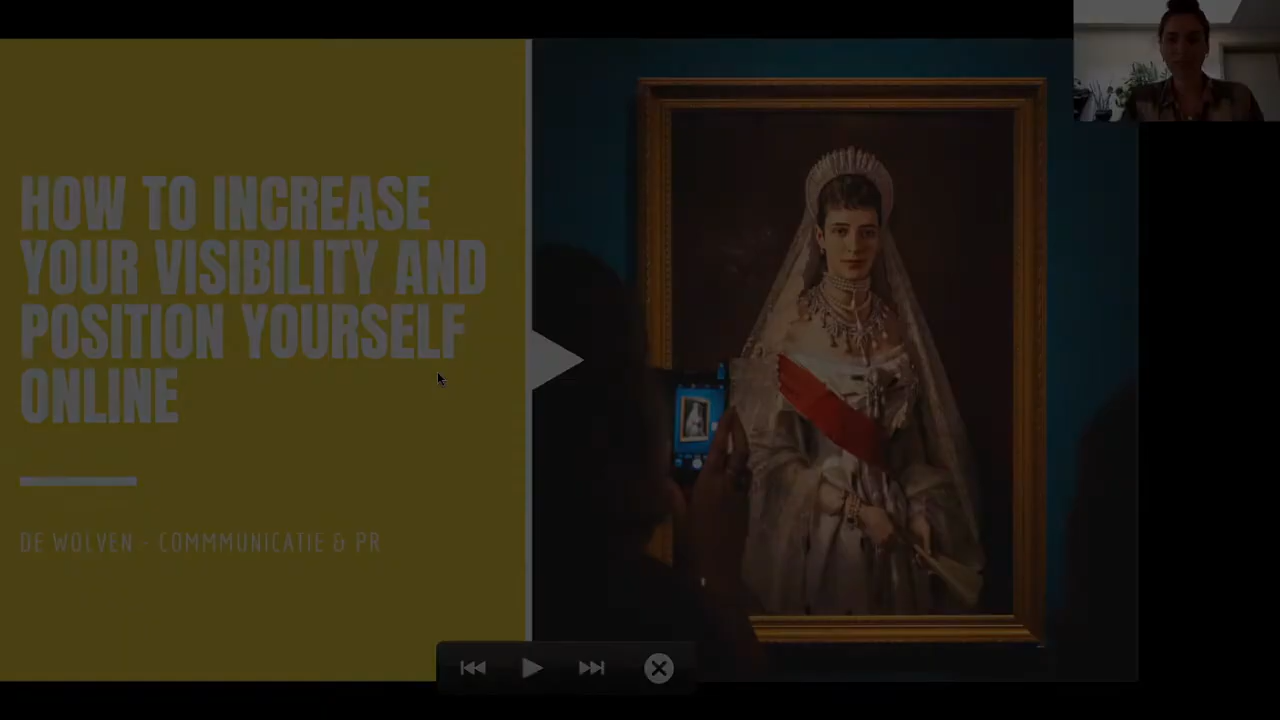 HOW TO INCREASE
YOUR VISIBILITY AND
POSITION YOURSELF
ONLINE
DE WOLVEN - COMMMUNICATIE & PR